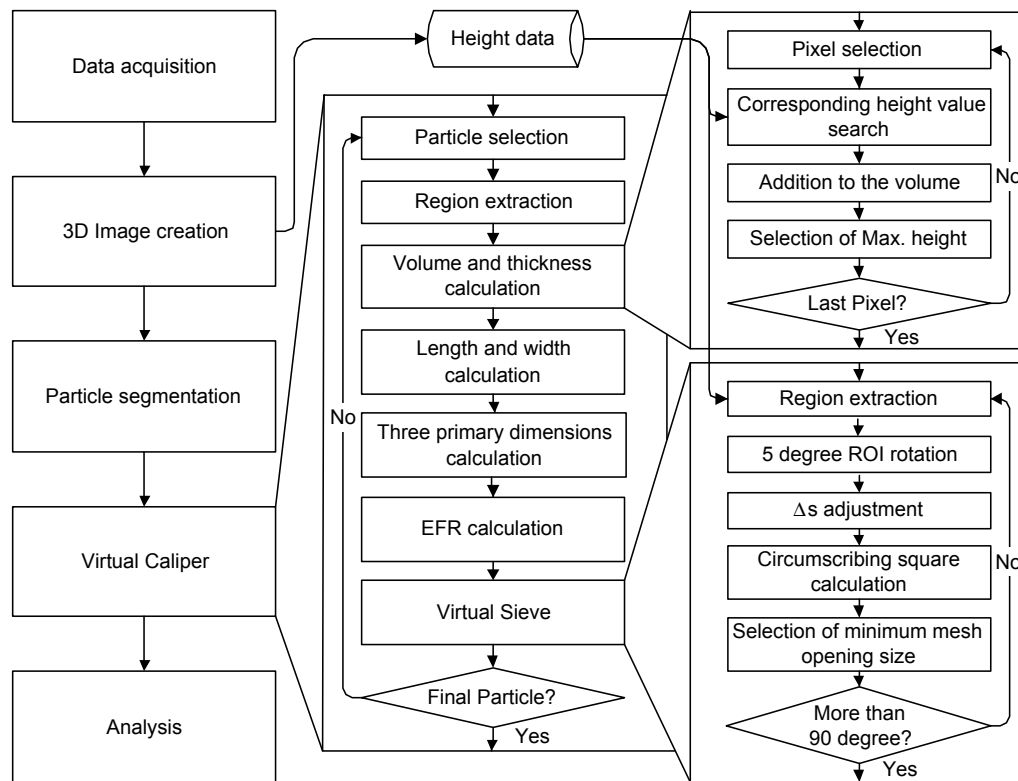 Data acquisition
3D Image creation
Particle segmentation
Virtual Caliper
Analysis
Height data
Particle selection
Region extraction
Volume and thickness
calculation
Length and width
calculation
Three primary dimensions
calculation
EFR calculation
Virtual Sieve
Final Particle?
No
Yes
Pixel selection
Corresponding height value
search
Addition to the volume
Selection of Max. height
Last Pixel?
No
Yes
Region extraction
5 degree ROI rotation
Δs adjustment
Circumscribing square
calculation
Selection of minimum mesh
opening size
More than
90 degree?
No
Yes